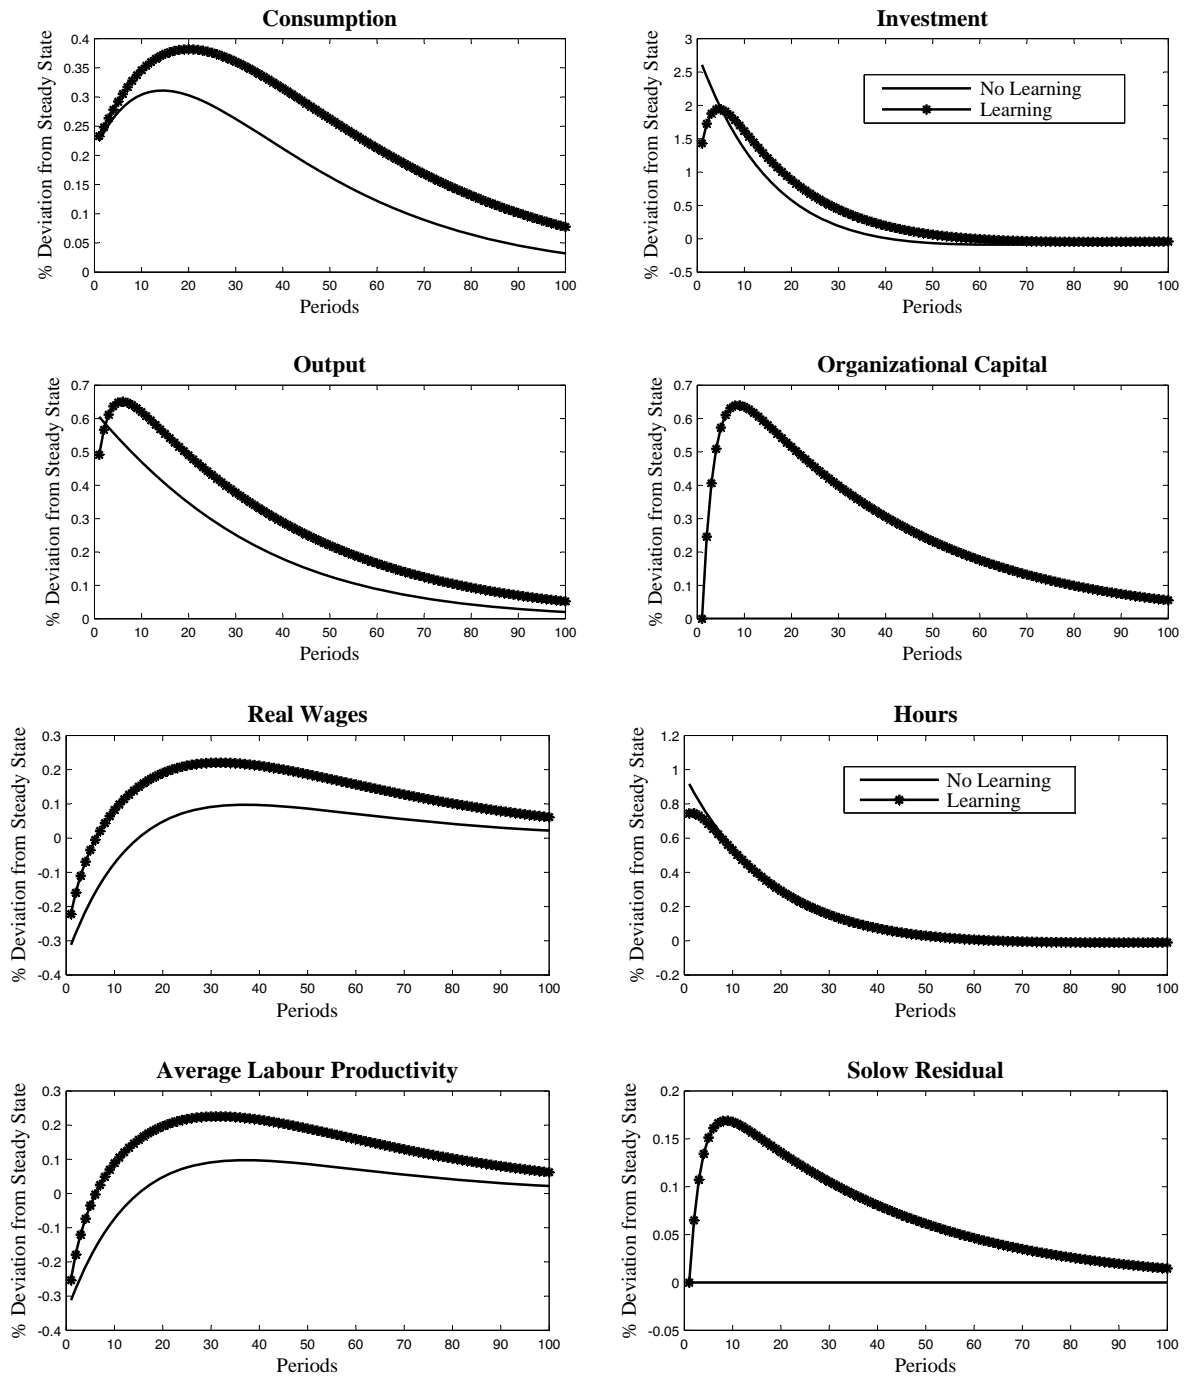 Consumption
% Deviation from Steady State
0.4
0.35
0.3
0.25
0.2
0.15
0.1
0.05
0
0 10 20 30 40 50 60 70 80 90 100
Periods
Investment
% Deviation from Steady State
3
2.5
2
1.5
1
0.5
0
-0.5
No Learning
Learning
0 10 20 30 40 50 60 70 80 90 100
Periods
Output
% Deviation from Steady State
0.7
0.6
0.5
0.4
0.3
0.2
0.1
0
0 10 20 30 40 50 60 70 80 90 100
Periods
Organizational Capital
% Deviation from Steady State
0.7
0.6
0.5
0.4
0.3
0.2
0.1
0
0 10 20 30 40 50 60 70 80 90 100
Periods
Real Wages
% Deviation from Steady State
0.3
0.2
0.1
0
-0.1
-0.2
-0.3
-0.4
0 10 20 30 40 50 60 70 80 90 100
Periods
Hours
% Deviation from Steady State
1.2
1
0.8
0.6
0.4
0.2
0
-0.2
No Learning
Learning
0 10 20 30 40 50 60 70 80 90 100
Periods
Average Labour Productivity
% Deviation from Steady State
0.3
0.2
0.1
0
-0.1
-0.2
-0.3
-0.4
0 10 20 30 40 50 60 70 80 90 100
Periods
Solow Residual
% Deviation from Steady State
0.2
0.15
0.1
0.05
0
-0.05
0 10 20 30 40 50 60 70 80 90 100
Periods